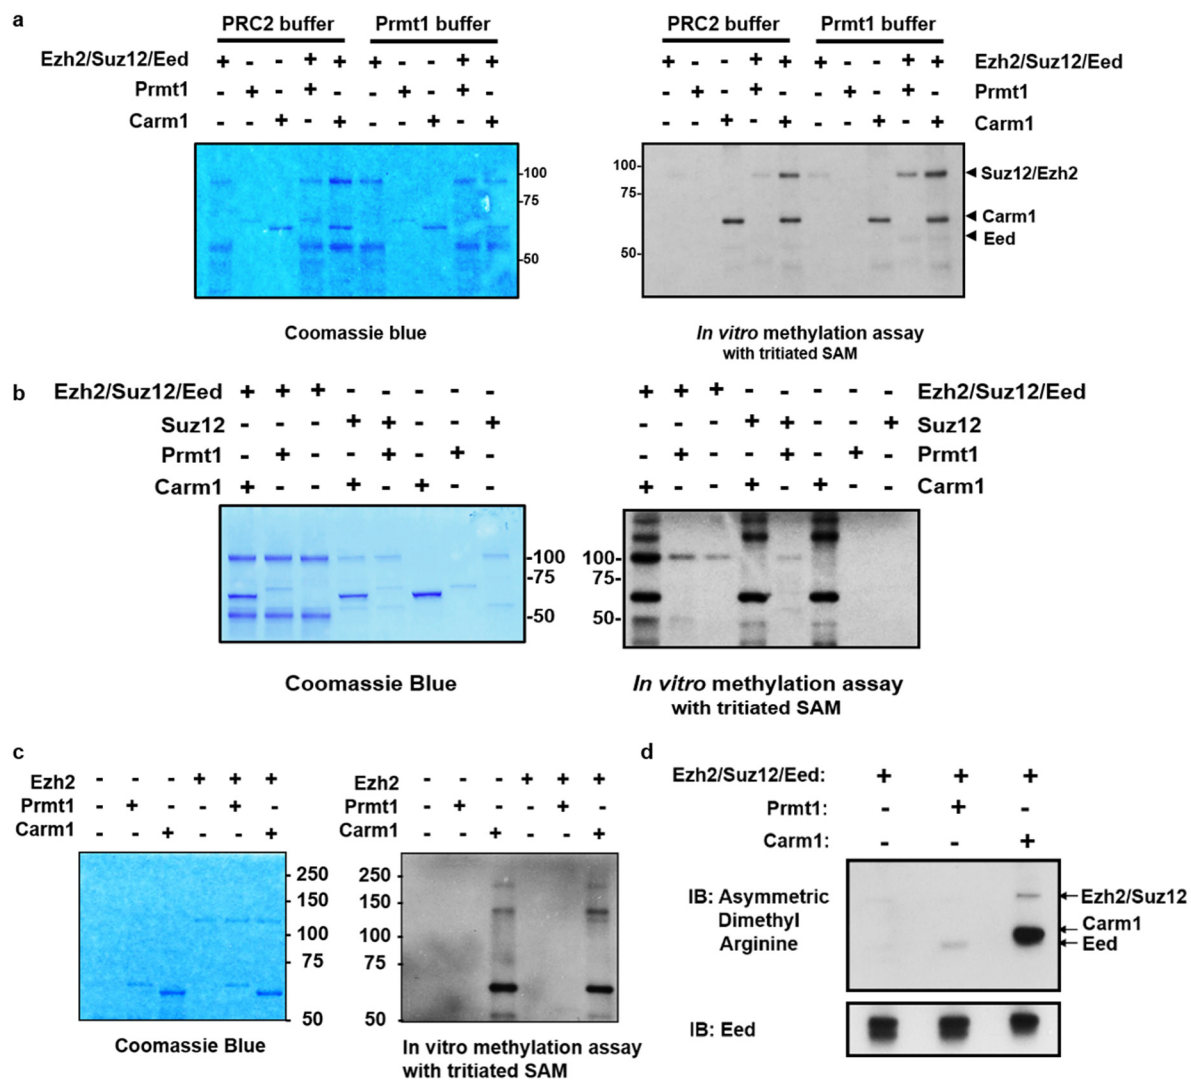 a
PRC2 buffer Prmt1 buffer
Ezh2/Suz12/Eed + - - + + + - - + +
Prmt1 - + - + - - + - + -
Carm1 - - + - + - - + - +
-100
-75
-50
Coomassie blue
PRC2 buffer Prmt1 buffer
+ - - + + + - - + + Ezh2/Suz12/Eed
- + - + - - + - + - Prmt1
- - + - + - - + - + Carm1
100-
75-
50-
Suz12/Ezh2
Carm1
Eed
In vitro methylation assay
with tritiated SAM
b
Ezh2/Suz12/Eed + + + - - - - -
Suz12 - - - + + - - +
Prmt1 - + - - + - + -
Carm1 + - - + - + - -
-100
-75
-50
Coomassie Blue
+ + + - - - - - Ezh2/Suz12/Eed
- - - + + - - + Suz12
- + - - + - + - Prmt1
+ - - + - + - - Carm1
100-
75-
50-
In vitro methylation assay
with tritiated SAM
c
Ezh2 - - - + + +
Prmt1 - + - - + -
Carm1 - - + - - +
250
150
100
75
50
Coomassie Blue
Ezh2 - - - + + +
Prmt1 - + - - + -
Carm1 - - + - - +
250
150
100
75
50
In vitro methylation assay
with tritiated SAM
d
Ezh2/Suz12/Eed: + + +
Prmt1: - + -
Carm1: - - +
IB: Asymmetric
Dimethyl
Arginine
Ezh2/Suz12
Carm1
Eed
IB: Eed